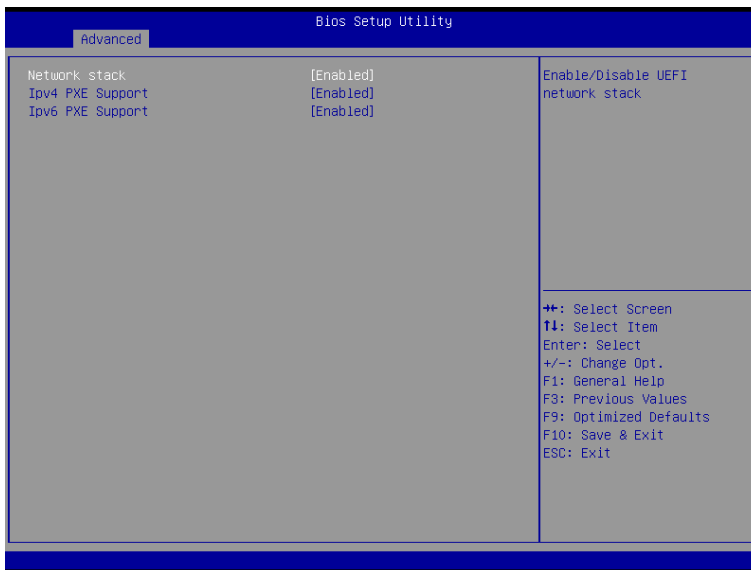 Bios Setup Utility
Advanced
Network stack [Enabled]
Ipv4 PXE Support [Enabled]
Ipv6 PXE Support [Enabled]
Enable/Disable UEFI
network stack
→←: Select Screen
↑↓: Select Item
Enter: Select
+/-: Change Opt.
F1: General Help
F3: Previous Values
F9: Optimized Defaults
F10: Save & Exit
ESC: Exit